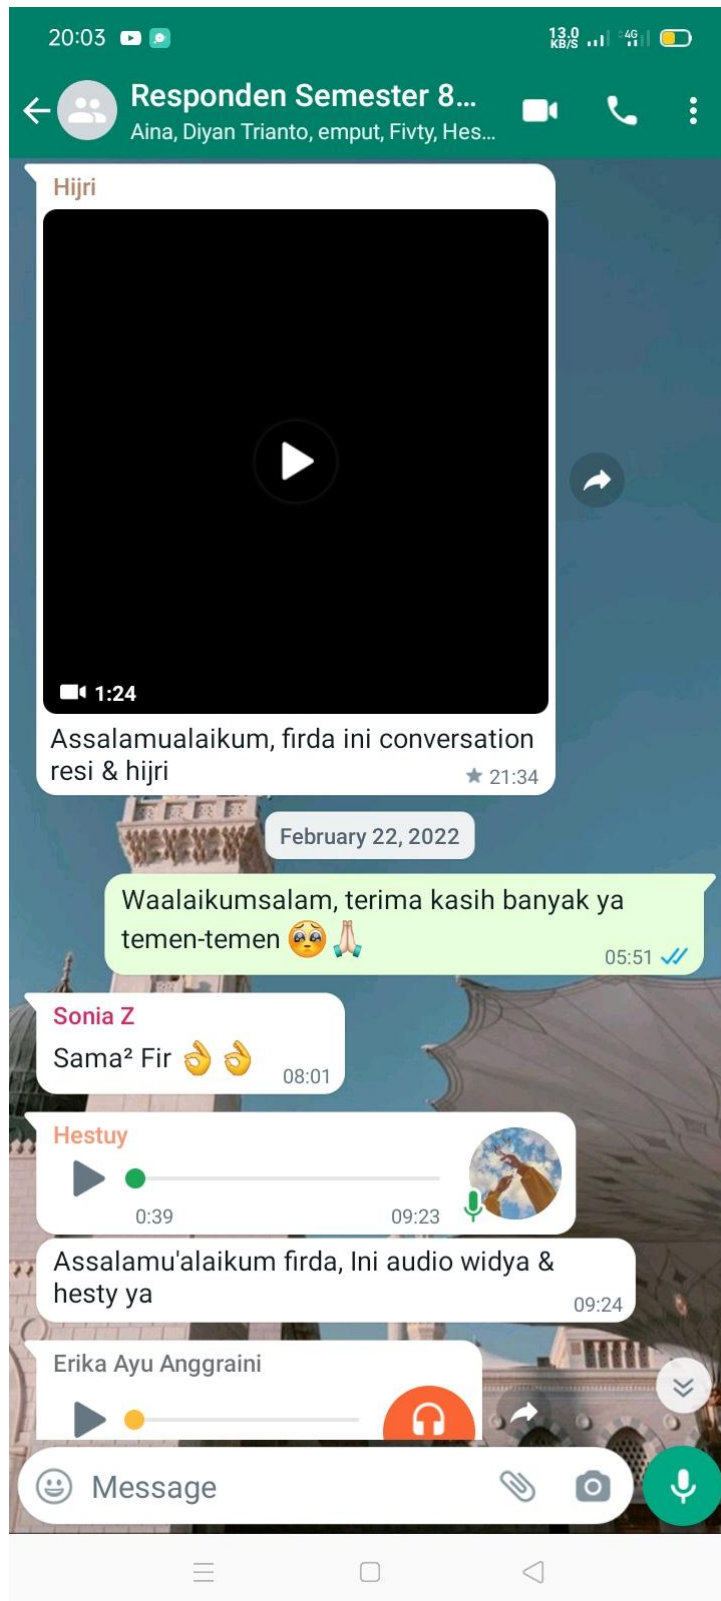 20:03
13.0 KB/S
4G
Responden Semester 8...
Aina, Diyan Trianto, emput, Fivty, Hes...
Hijri
1:24
Assalamualaikum, firda ini conversation
resi & hijri
21:34
February 22, 2022
Waalaikumsalam, terima kasih banyak ya
temen-temen 🥹🙏🏻
05:51
Sonia Z
Sama² Fir 👌👌
08:01
Hestuy
0:39 09:23
Assalamu'alaikum firda, Ini audio widya &
hesty ya
09:24
Erika Ayu Anggraini
Message